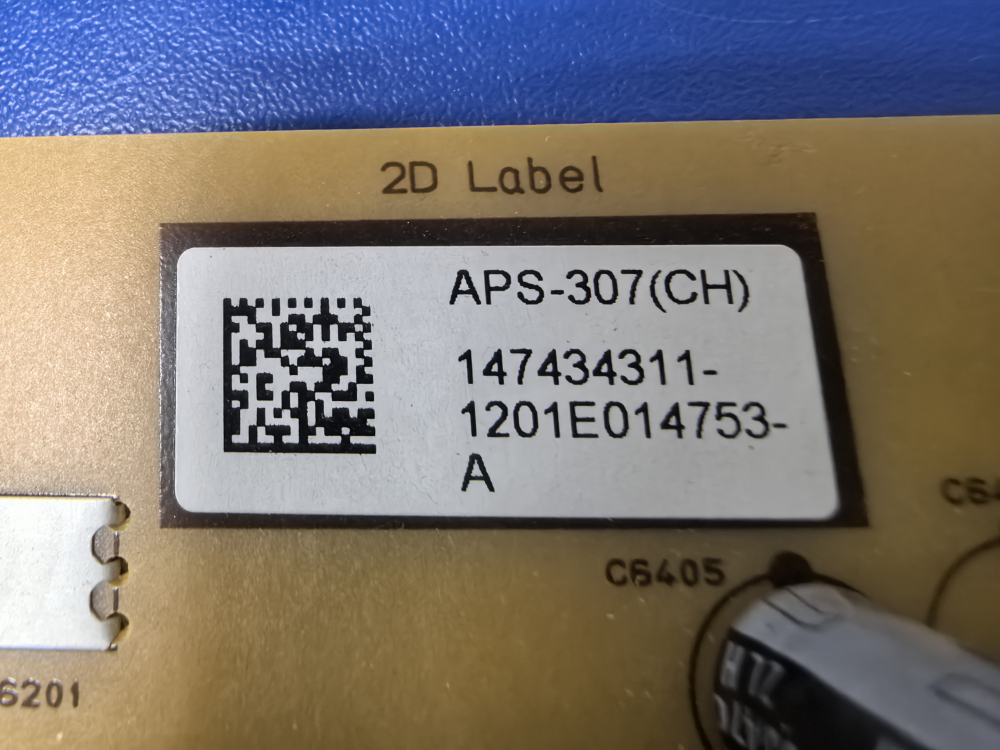 2D Label
APS-307(CH)
147434311-
1201E014753-
A
C6405
6201